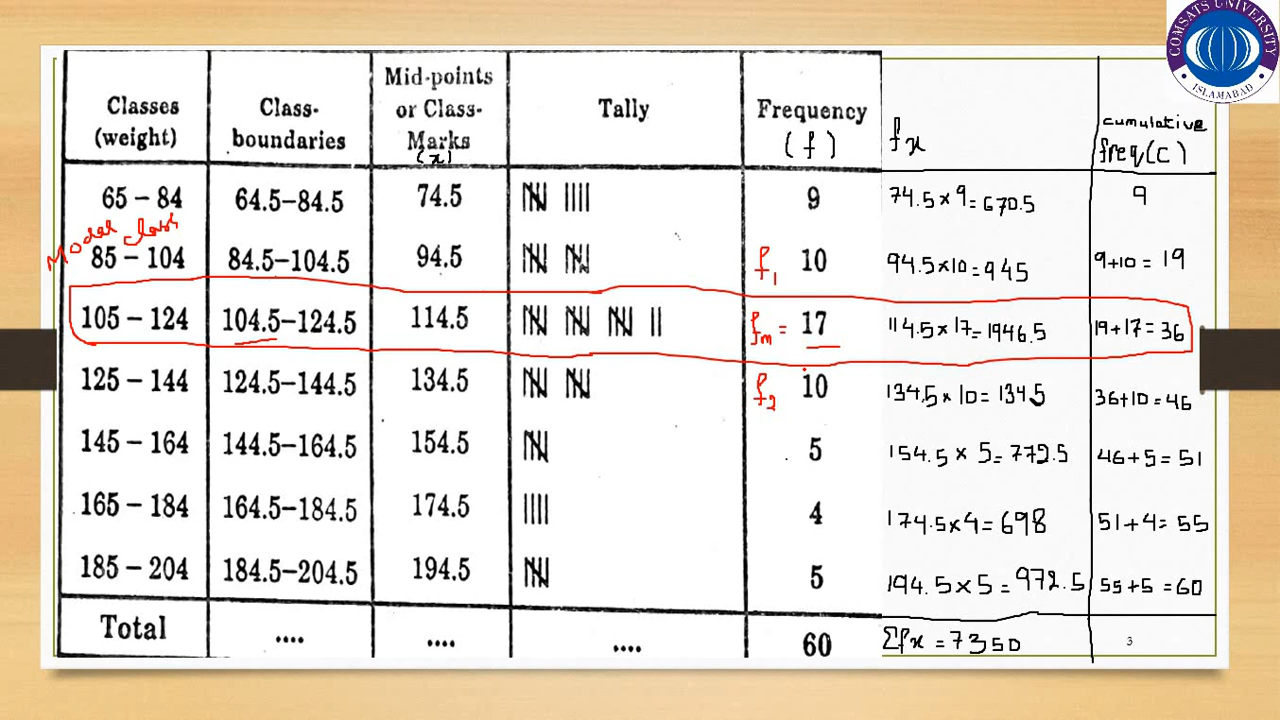 COMSATS UNIVERSITY
ISLAMABAD
Classes (weight) Class-boundaries Mid-points or Class-Marks (x) Tally Frequency (f) fx cumulative freq(C)
65 – 84 64.5–84.5 74.5 9 74.5×9=670.5 9
Modal class
85 – 104 84.5–104.5 94.5 f1 10 94.5×10=945 9+10=19
105 – 124 104.5–124.5 114.5 fm = 17 114.5×17=1946.5 19+17=36
125 – 144 124.5–144.5 134.5 f2 10 134.5×10=1345 36+10=46
145 – 164 144.5–164.5 154.5 5 154.5×5=772.5 46+5=51
165 – 184 164.5–184.5 174.5 4 174.5×4=698 51+4=55
185 – 204 184.5–204.5 194.5 5 194.5×5=972.5 55+5=60
Total .... .... .... 60 Σfx=7350 3